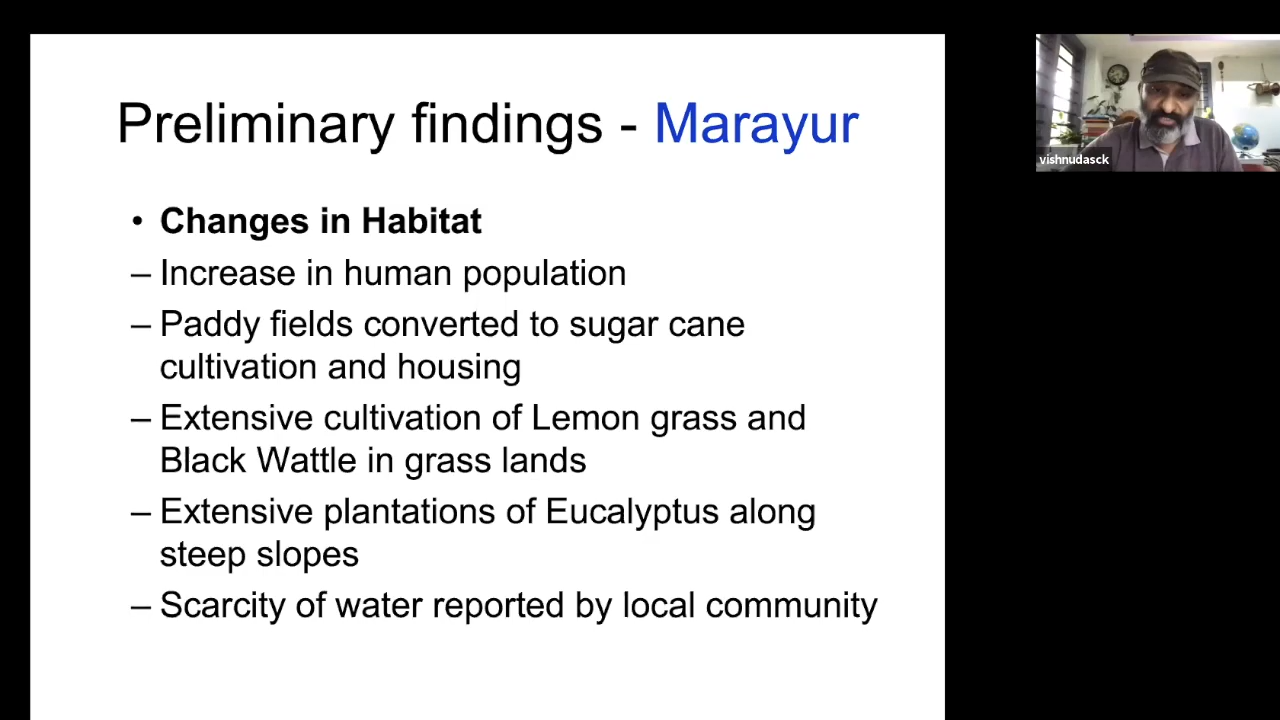 Preliminary findings - Marayur
• Changes in Habitat
– Increase in human population
– Paddy fields converted to sugar cane
cultivation and housing
– Extensive cultivation of Lemon grass and
Black Wattle in grass lands
– Extensive plantations of Eucalyptus along
steep slopes
– Scarcity of water reported by local community
vishnudasck